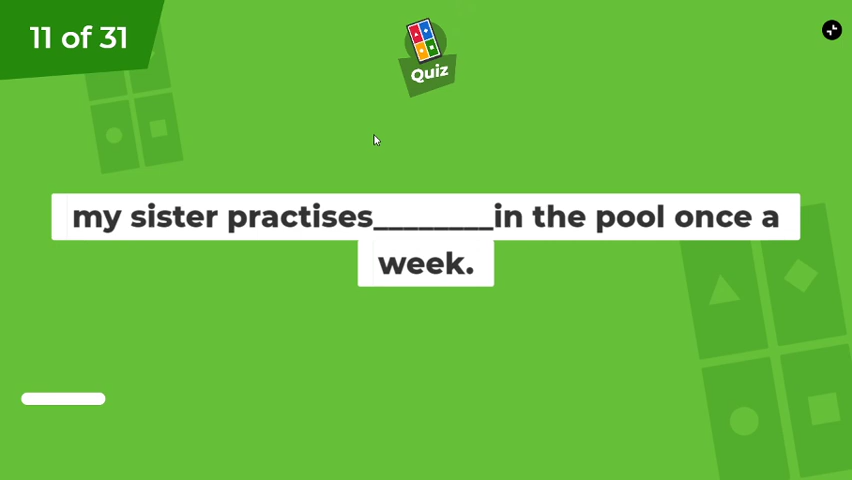 11 of 31
Quiz
my sister practises________in the pool once a
week.